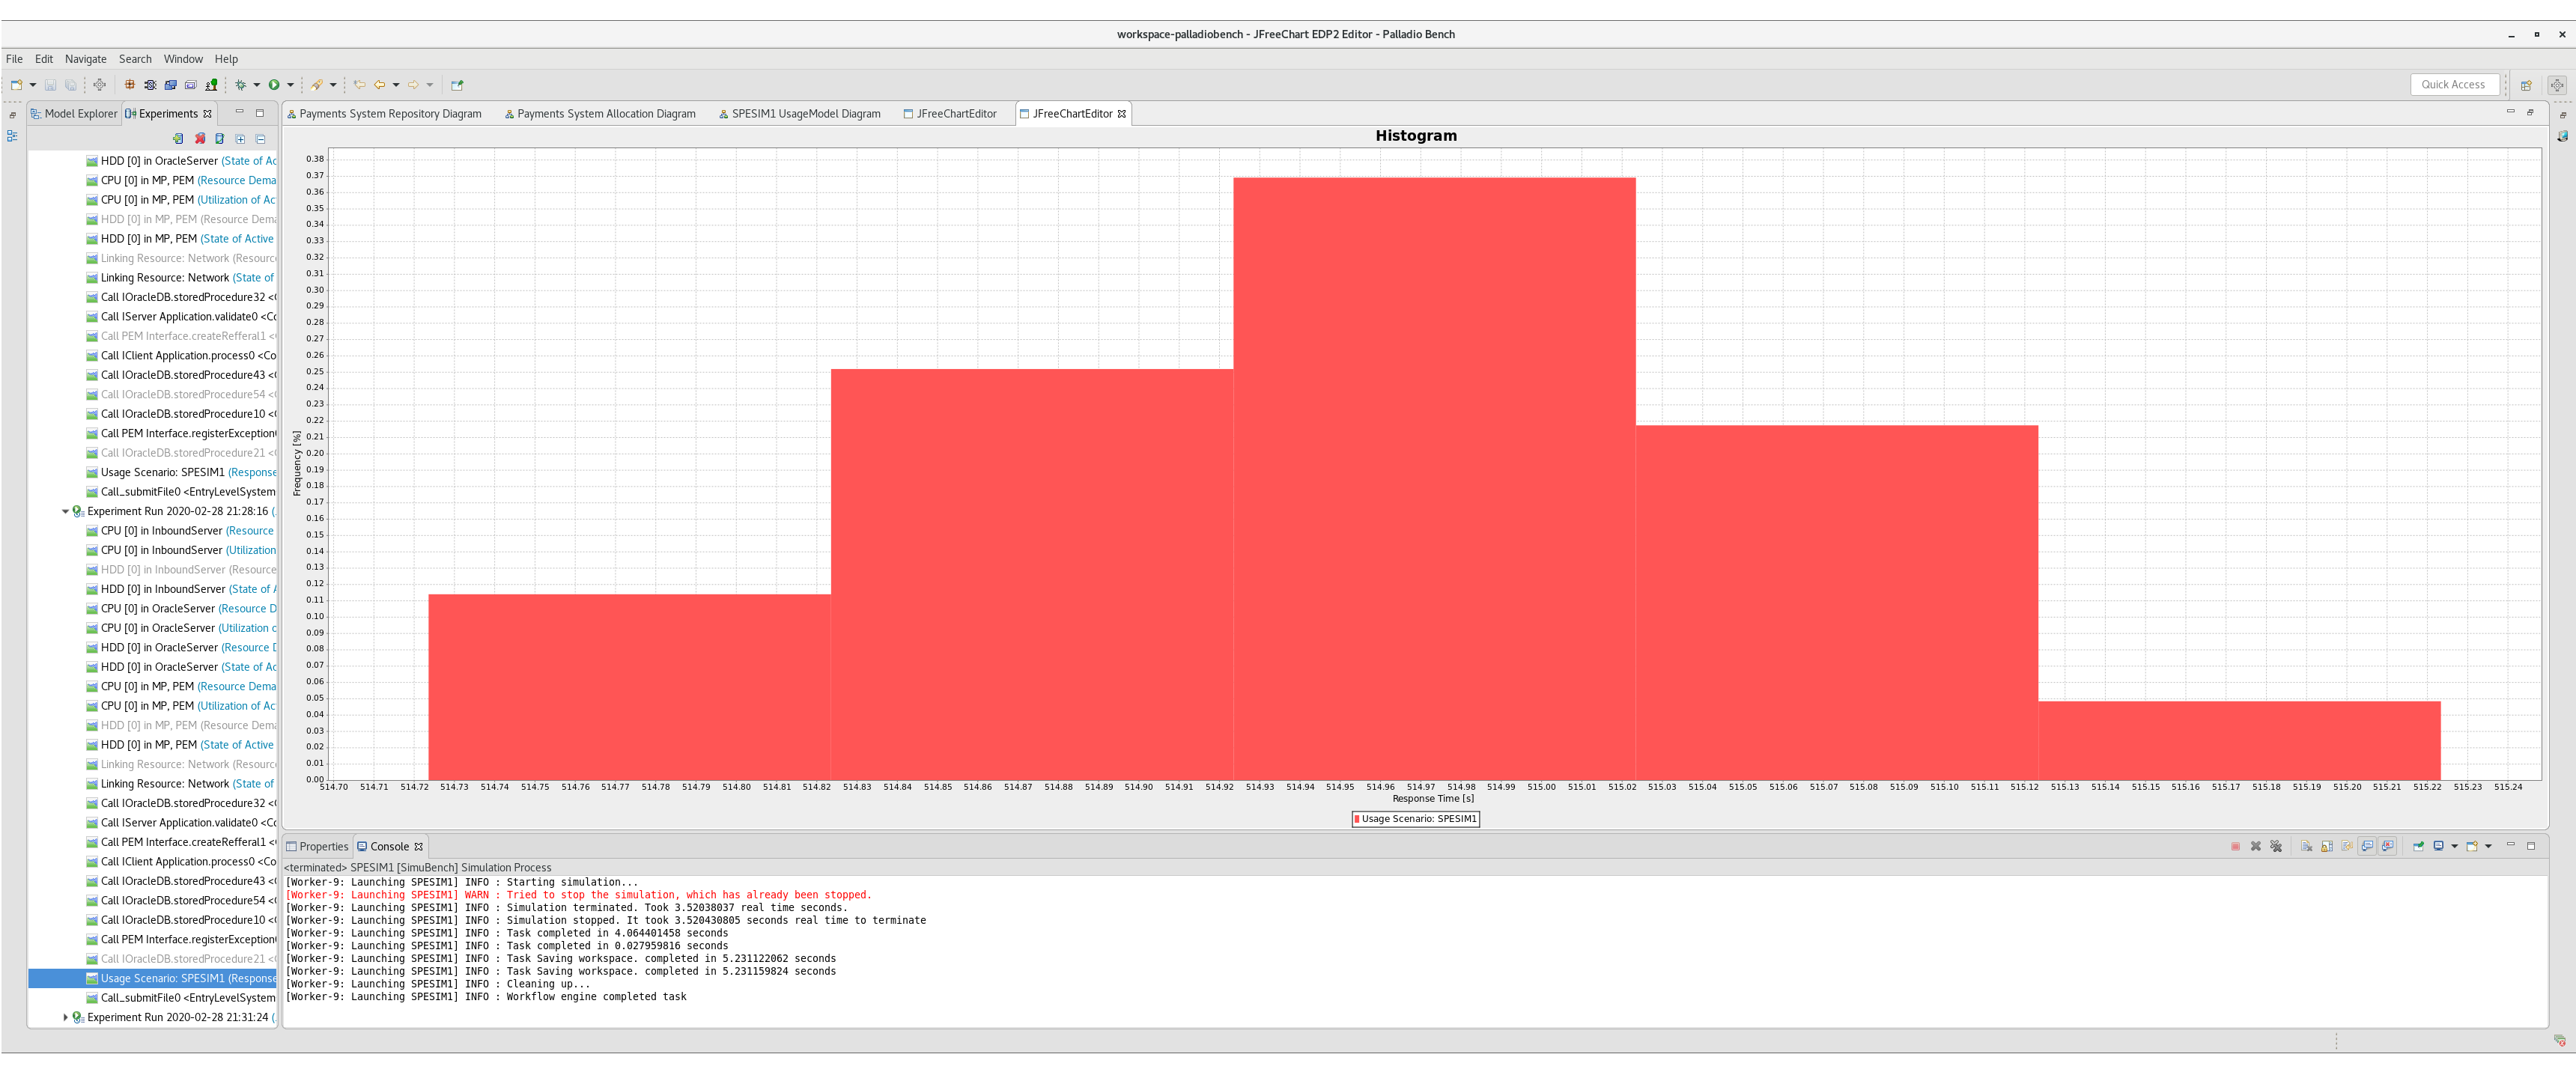 workspace-palladiobench - JFreeChart EDP2 Editor - Palladio Bench
File Edit Navigate Search Window Help
Quick Access
Model Explorer Experiments
Payments System Repository Diagram Payments System Allocation Diagram SPESIM1 UsageModel Diagram JFreeChartEditor JFreeChartEditor
HDD [0] in OracleServer (State of Ac
CPU [0] in MP, PEM (Resource Dema
CPU [0] in MP, PEM (Utilization of Ac
HDD [0] in MP, PEM (Resource Dema
HDD [0] in MP, PEM (State of Active
Linking Resource: Network (Resourc
Linking Resource: Network (State of
Call IOracleDB.storedProcedure32 <C
Call IServer Application.validate0 <Co
Call PEM Interface.createRefferal1 <
Call IClient Application.process0 <Co
Call IOracleDB.storedProcedure43 <C
Call IOracleDB.storedProcedure54 <C
Call IOracleDB.storedProcedure10 <C
Call PEM Interface.registerException
Call IOracleDB.storedProcedure21 <C
Usage Scenario: SPESIM1 (Response
Call_submitFile0 <EntryLevelSystem
Experiment Run 2020-02-28 21:28:16 (
CPU [0] in InboundServer (Resource
CPU [0] in InboundServer (Utilization
HDD [0] in InboundServer (Resource
HDD [0] in InboundServer (State of A
CPU [0] in OracleServer (Resource D
CPU [0] in OracleServer (Utilization o
HDD [0] in OracleServer (Resource D
HDD [0] in OracleServer (State of Ac
CPU [0] in MP, PEM (Resource Dema
CPU [0] in MP, PEM (Utilization of Ac
HDD [0] in MP, PEM (Resource Dema
HDD [0] in MP, PEM (State of Active
Linking Resource: Network (Resourc
Linking Resource: Network (State of
Call IOracleDB.storedProcedure32 <C
Call IServer Application.validate0 <Co
Call PEM Interface.createRefferal1 <
Call IClient Application.process0 <Co
Call IOracleDB.storedProcedure43 <C
Call IOracleDB.storedProcedure54 <C
Call IOracleDB.storedProcedure10 <C
Call PEM Interface.registerException
Call IOracleDB.storedProcedure21 <C
Usage Scenario: SPESIM1 (Response
Call_submitFile0 <EntryLevelSystem
Experiment Run 2020-02-28 21:31:24 (
Histogram
Frequency [%]
0.38
0.37
0.36
0.35
0.34
0.33
0.32
0.31
0.30
0.29
0.28
0.27
0.26
0.25
0.24
0.23
0.22
0.21
0.20
0.19
0.18
0.17
0.16
0.15
0.14
0.13
0.12
0.11
0.10
0.09
0.08
0.07
0.06
0.05
0.04
0.03
0.02
0.01
0.00
514.70 514.71 514.72 514.73 514.74 514.75 514.76 514.77 514.78 514.79 514.80 514.81 514.82 514.83 514.84 514.85 514.86 514.87 514.88 514.89 514.90 514.91 514.92 514.93 514.94 514.95 514.96 514.97 514.98 514.99 515.00 515.01 515.02 515.03 515.04 515.05 515.06 515.07 515.08 515.09 515.10 515.11 515.12 515.13 515.14 515.15 515.16 515.17 515.18 515.19 515.20 515.21 515.22 515.23 515.24
Response Time [s]
Usage Scenario: SPESIM1
Properties Console
<terminated> SPESIM1 [SimuBench] Simulation Process
[Worker-9: Launching SPESIM1] INFO : Starting simulation...
[Worker-9: Launching SPESIM1] WARN : Tried to stop the simulation, which has already been stopped.
[Worker-9: Launching SPESIM1] INFO : Simulation terminated. Took 3.52038037 real time seconds.
[Worker-9: Launching SPESIM1] INFO : Simulation stopped. It took 3.520430805 seconds real time to terminate
[Worker-9: Launching SPESIM1] INFO : Task completed in 4.064401458 seconds
[Worker-9: Launching SPESIM1] INFO : Task completed in 0.027959816 seconds
[Worker-9: Launching SPESIM1] INFO : Task Saving workspace. completed in 5.231122062 seconds
[Worker-9: Launching SPESIM1] INFO : Task Saving workspace. completed in 5.231159824 seconds
[Worker-9: Launching SPESIM1] INFO : Cleaning up...
[Worker-9: Launching SPESIM1] INFO : Workflow engine completed task